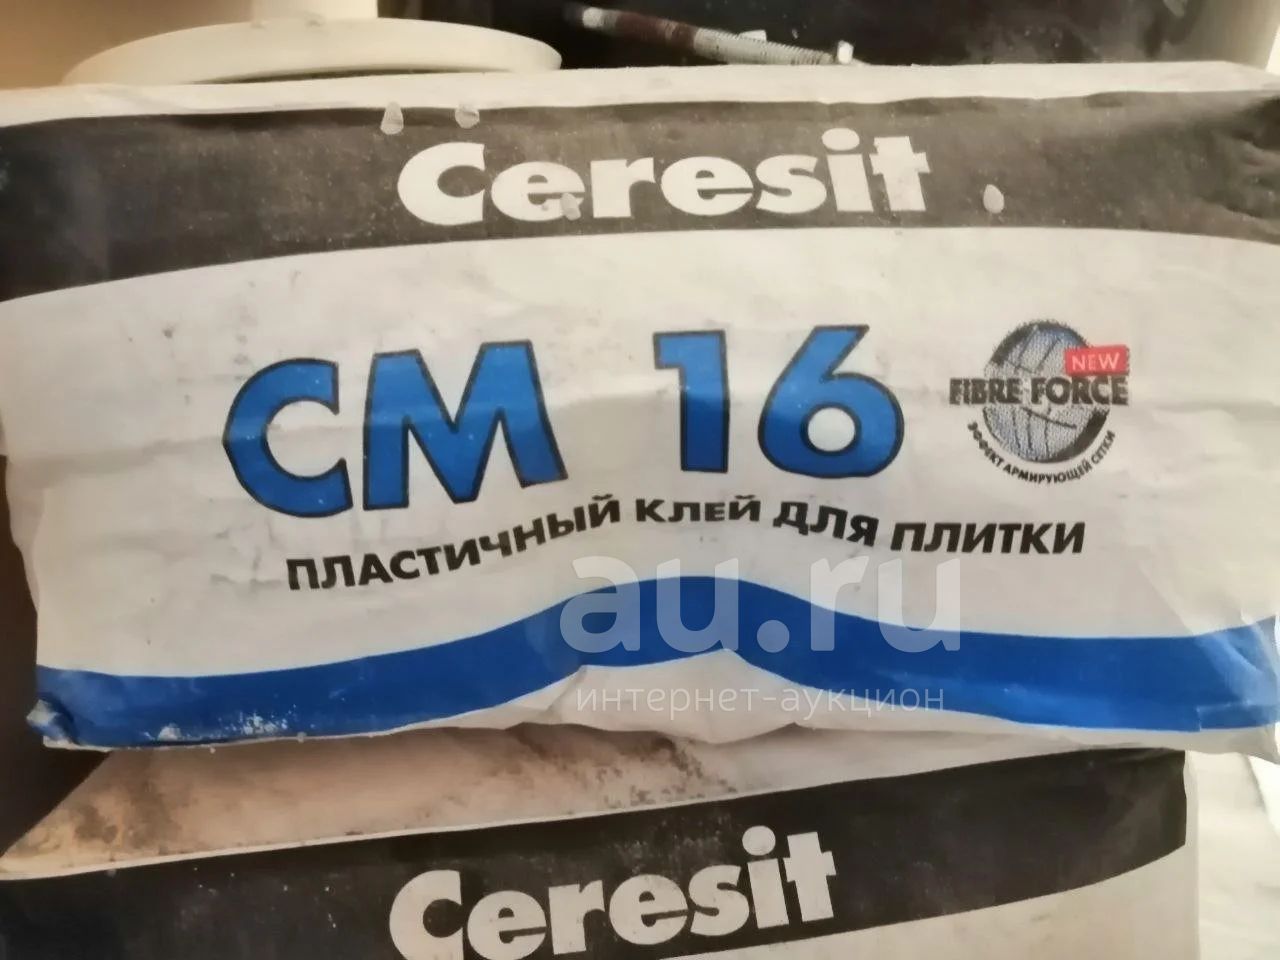 Ceresit
CM 16
NEW
FIBRE FORCE
ЭФФЕКТ АРМИРУЮЩЕЙ СЕТКИ
ПЛАСТИЧНЫЙ КЛЕЙ ДЛЯ ПЛИТКИ
au.ru
интернет-аукцион
Ceresit